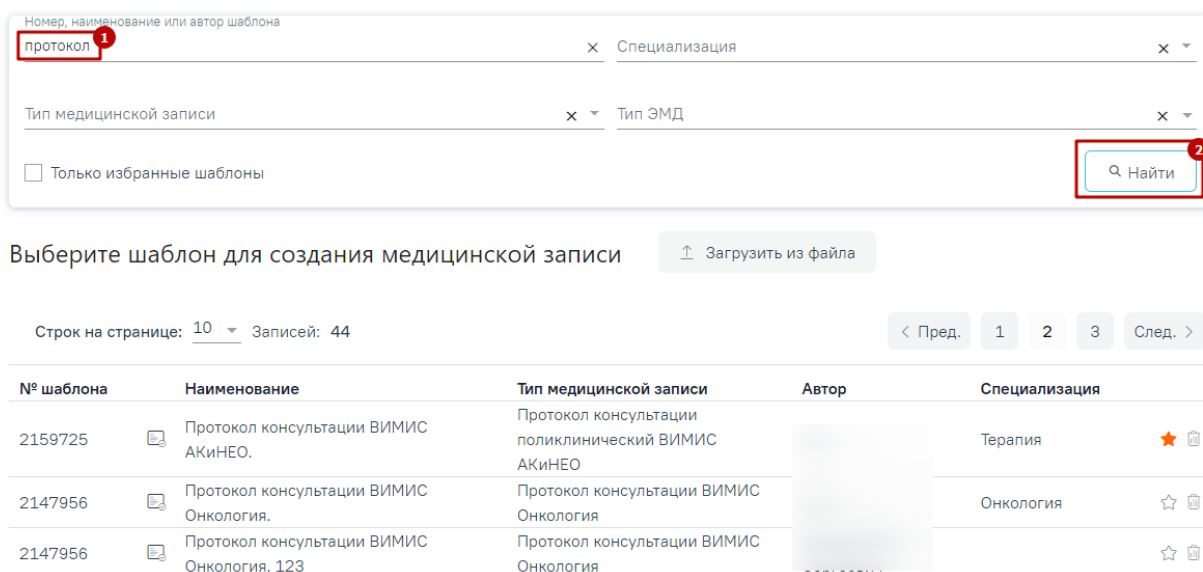 Номер, наименование или автор шаблона
протокол 1 Специализация
Тип медицинской записи Тип ЭМД
2
Только избранные шаблоны Найти
Выберите шаблон для создания медицинской записи Загрузить из файла
Строк на странице: 10 Записей: 44 < Пред. 1 2 3 След. >
№ шаблона Наименование Тип медицинской записи Автор Специализация
2159725 Протокол консультации ВИМИС АКиНЕО. Протокол консультации
поликлинический ВИМИС
АКиНЕО Терапия
2147956 Протокол консультации ВИМИС
Онкология. Протокол консультации ВИМИС
Онкология Онкология
2147956 Протокол консультации ВИМИС
Онкология. 123 Протокол консультации ВИМИС
Онкология